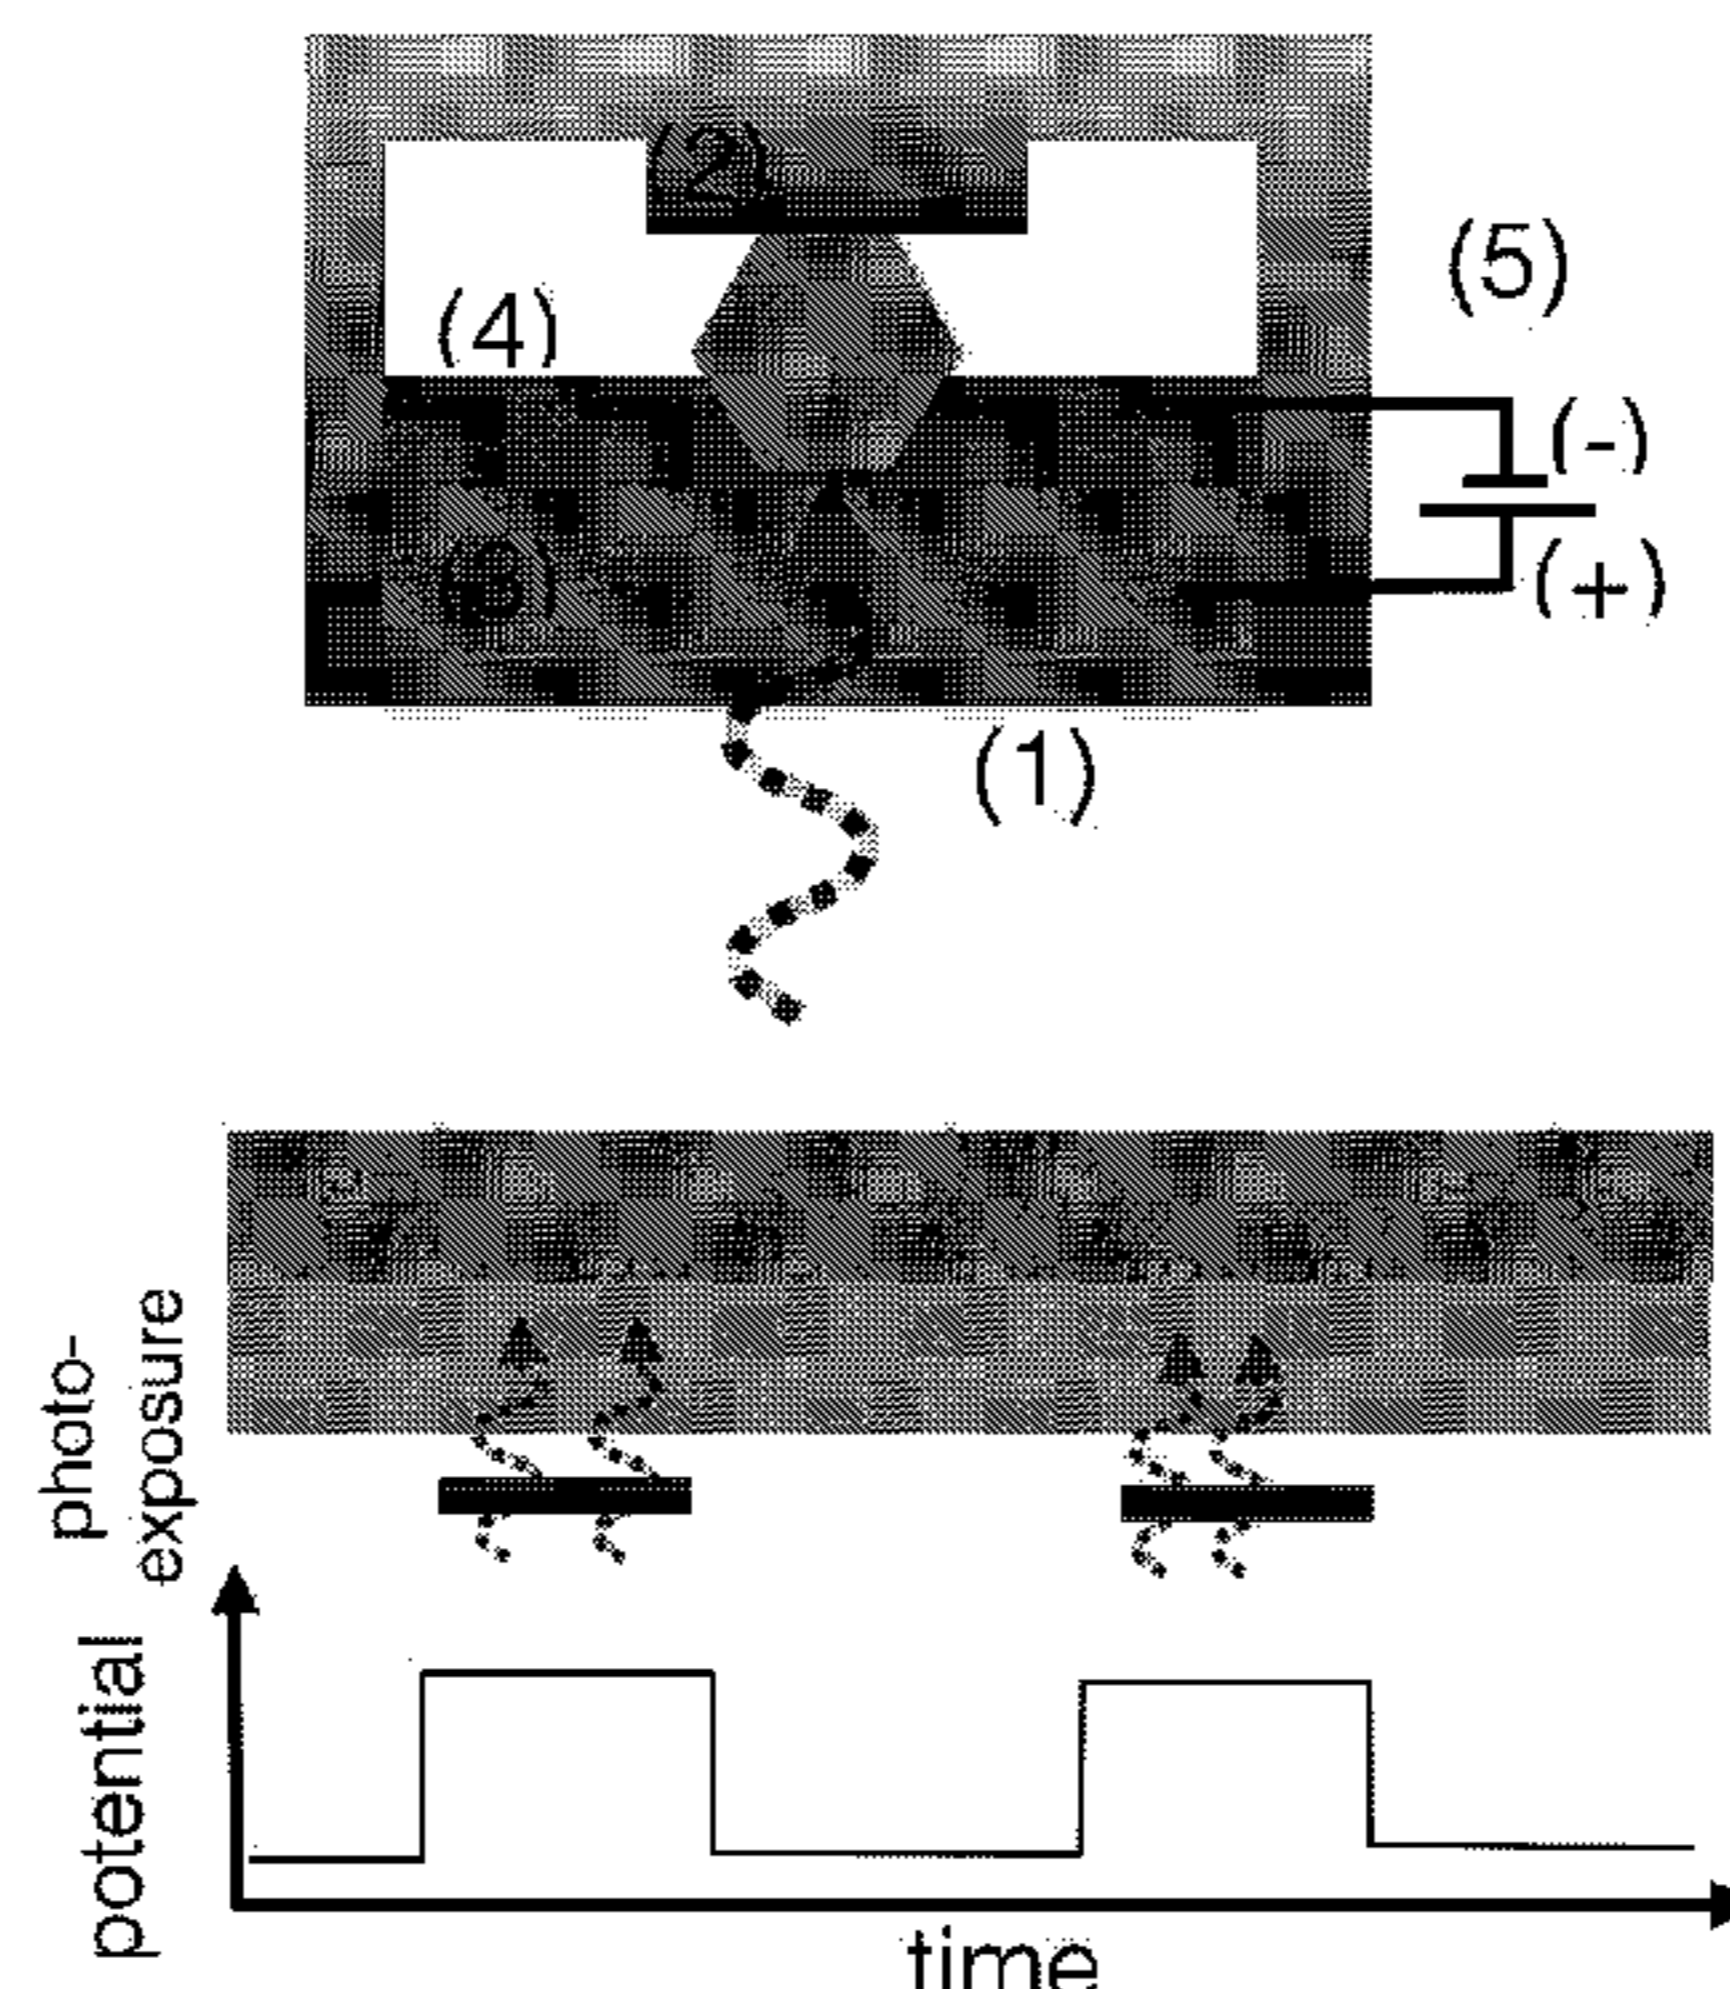 (2)
(5)
(4)
(-)
(3)
(+)
(1)
photo-
exposure
potential
time